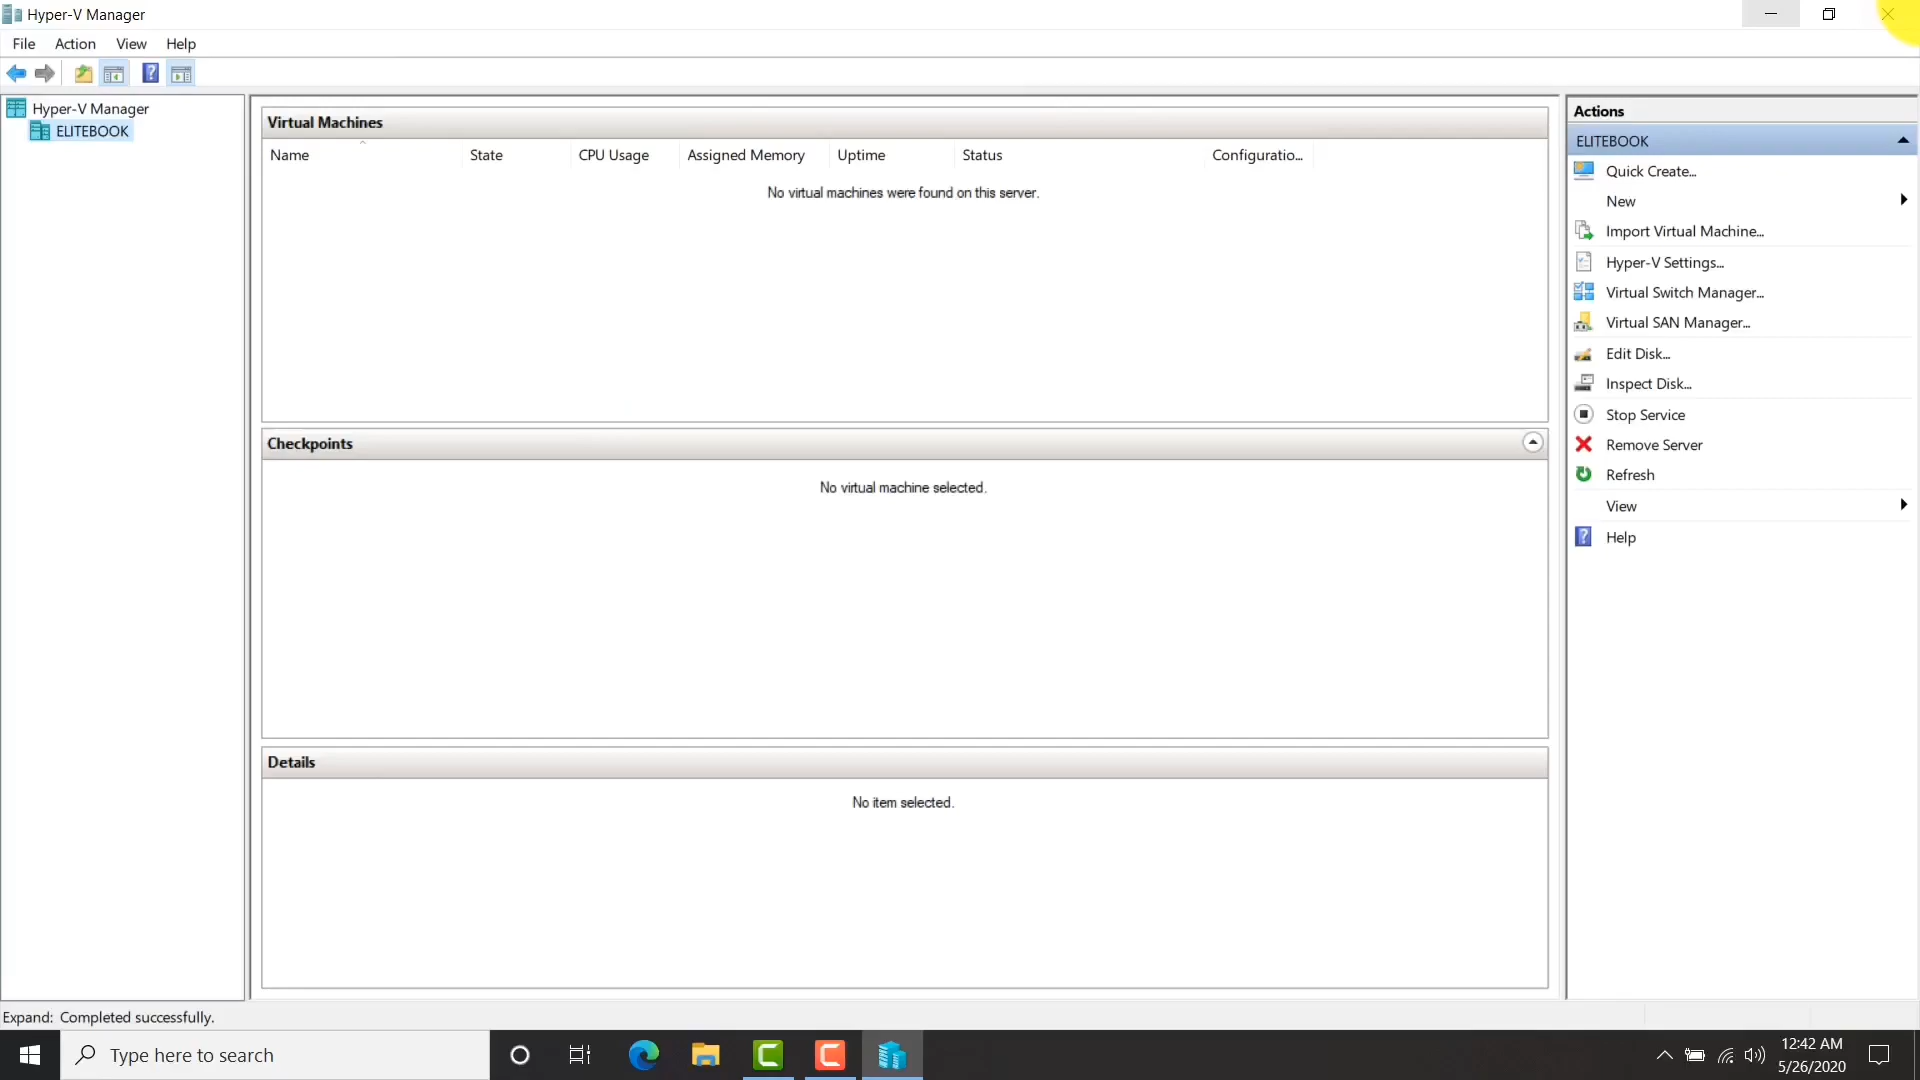 Hyper-V Manager
File Action View Help
Hyper-V Manager
ELITEBOOK
Virtual Machines
Name State CPU Usage Assigned Memory Uptime Status Configuratio...
No virtual machines were found on this server.
Checkpoints
No virtual machine selected.
Details
No item selected.
Actions
ELITEBOOK
Quick Create...
New
Import Virtual Machine...
Hyper-V Settings...
Virtual Switch Manager...
Virtual SAN Manager...
Edit Disk...
Inspect Disk...
Stop Service
Remove Server
Refresh
View
Help
Expand: Completed successfully.
Type here to search
12:42 AM
5/26/2020